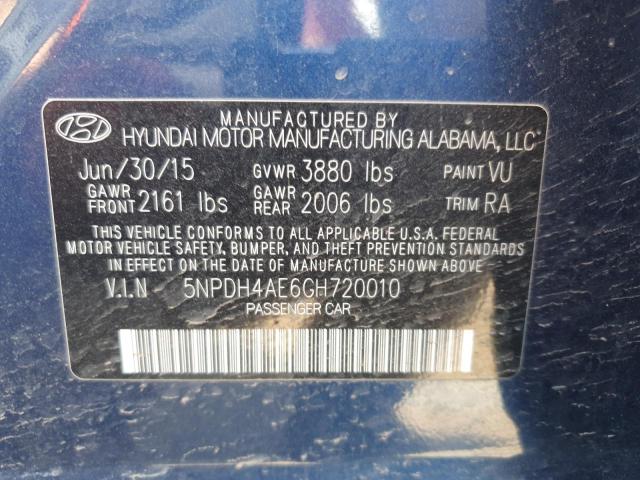 MANUFACTURED BY
HYUNDAI MOTOR MANUFACTURING ALABAMA, LLC
Jun/30/15 GVWR 3880 lbs PAINT VU
GAWR FRONT 2161 lbs GAWR REAR 2006 lbs TRIM RA
THIS VEHICLE CONFORMS TO ALL APPLICABLE U.S.A. FEDERAL
MOTOR VEHICLE SAFETY, BUMPER, AND THEFT PREVENTION STANDARDS
IN EFFECT ON THE DATE OF MANUFACTURE SHOWN ABOVE.
V.I.N 5NPDH4AE6GH720010
PASSENGER CAR